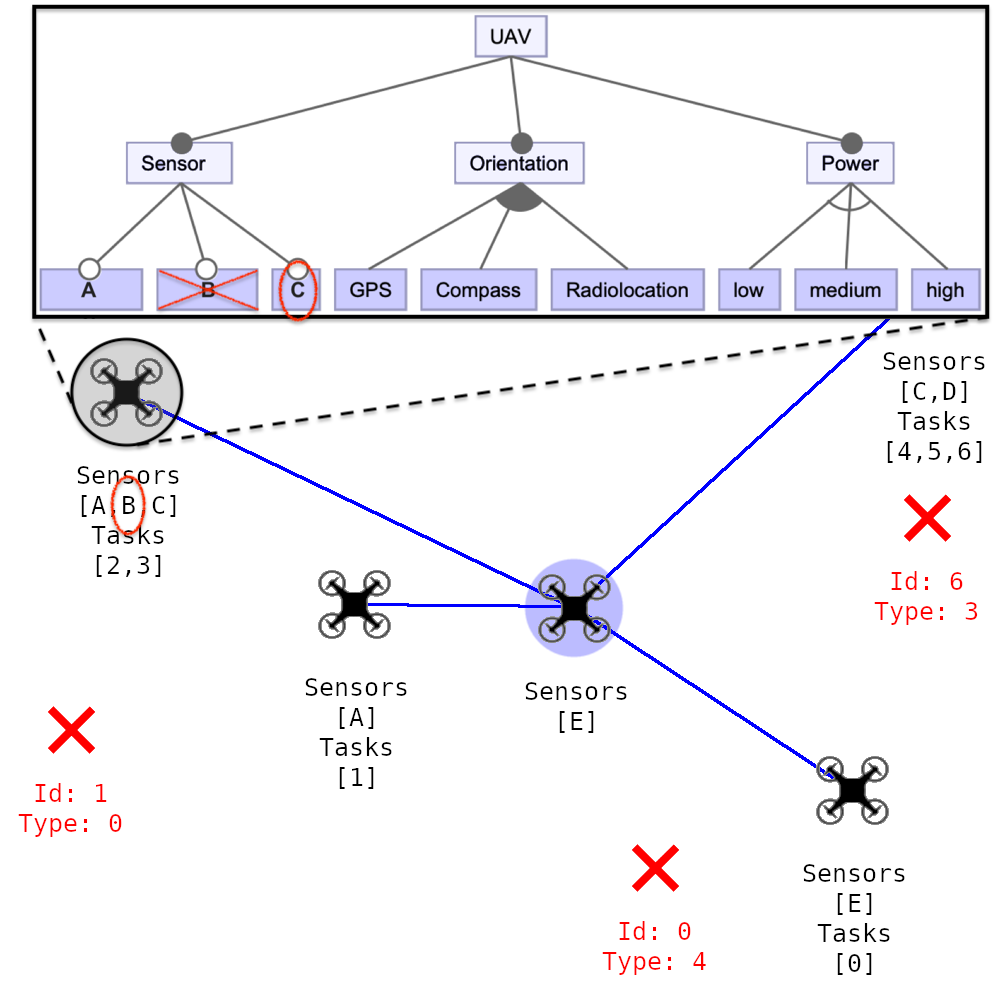 UAV
Sensor
Orientation
Power
A
B
C
GPS
Compass
Radiolocation
low
medium
high
Sensors
[C,D]
Tasks
[4,5,6]
Sensors
[A,B,C]
Tasks
[2,3]
Id: 6
Type: 3
Sensors
[A]
Tasks
[1]
Sensors
[E]
Id: 1
Type: 0
Sensors
[E]
Tasks
[0]
Id: 0
Type: 4